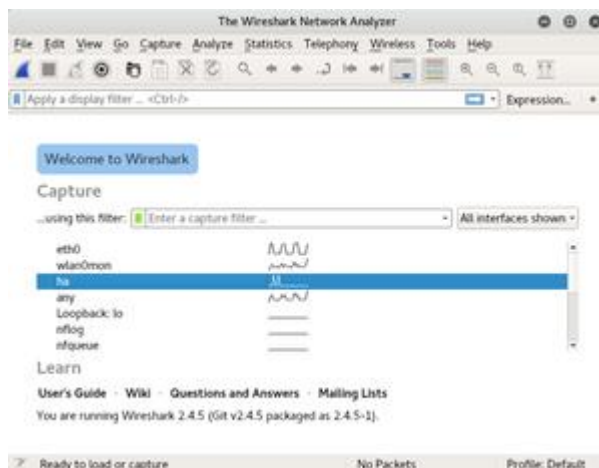 The Wireshark Network Analyzer
File Edit View Go Capture Analyze Statistics Telephony Wireless Tools Help
Apply a display filter ... <Ctrl-/> Expression... +
Welcome to Wireshark
Capture
...using this filter: Enter a capture filter ... All interfaces shown
eth0
wlan0mon
ha
any
Loopback: lo
nflog
nfqueue
Learn
User's Guide · Wiki · Questions and Answers · Mailing Lists
You are running Wireshark 2.4.5 (Git v2.4.5 packaged as 2.4.5-1).
Ready to load or capture No Packets Profile: Default